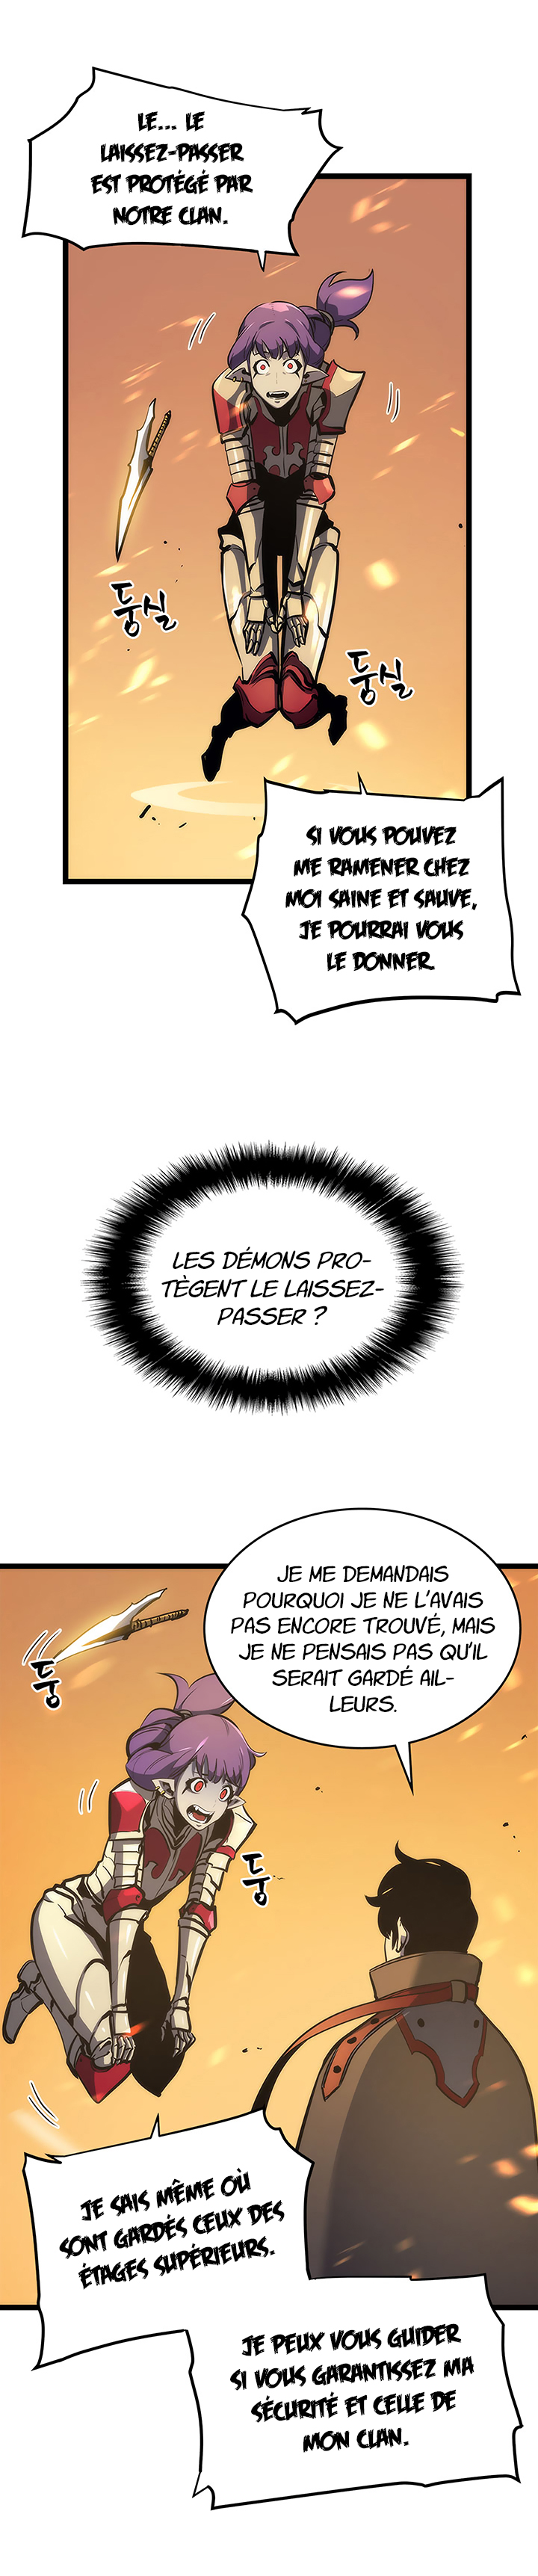 LE... LE
LAISSEZ-PASSER
EST PROTÉGÉ PAR
NOTRE CLAN.
둥실
둥실
SI VOUS POUVEZ
ME RAMENER CHEZ
MOI SAINE ET SAUVE,
JE POURRAI VOUS
LE DONNER.
LES DÉMONS PRO-
TÈGENT LE LAISSEZ-
PASSER ?
JE ME DEMANDAIS
POURQUOI JE NE L'AVAIS
PAS ENCORE TROUVÉ, MAIS
JE NE PENSAIS PAS QU'IL
SERAIT GARDÉ AIL-
LEURS.
둥
둥
JE SAIS MÊME OÙ
SONT GARDÉS CEUX DES
ÉTAGES SUPÉRIEURS.
JE PEUX VOUS GUIDER
SI VOUS GARANTISSEZ MA
SÉCURITÉ ET CELLE DE
MON CLAN.